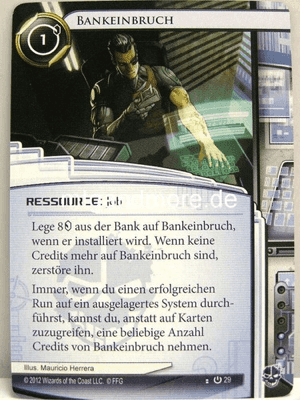 BANKEINBRUCH
1
RESSOURCE: Job
Lege 8 aus der Bank auf Bankeinbruch,
wenn er installiert wird. Wenn keine
Credits mehr auf Bankeinbruch sind,
zerstöre ihn.
Immer, wenn du einen erfolgreichen
Run auf ein ausgelagertes System durch-
führst, kannst du, anstatt auf Karten
zuzugreifen, eine beliebige Anzahl
Credits von Bankeinbruch nehmen.
Illus. Mauricio Herrera
© 2012 Wizards of the Coast LLC. © FFG
29